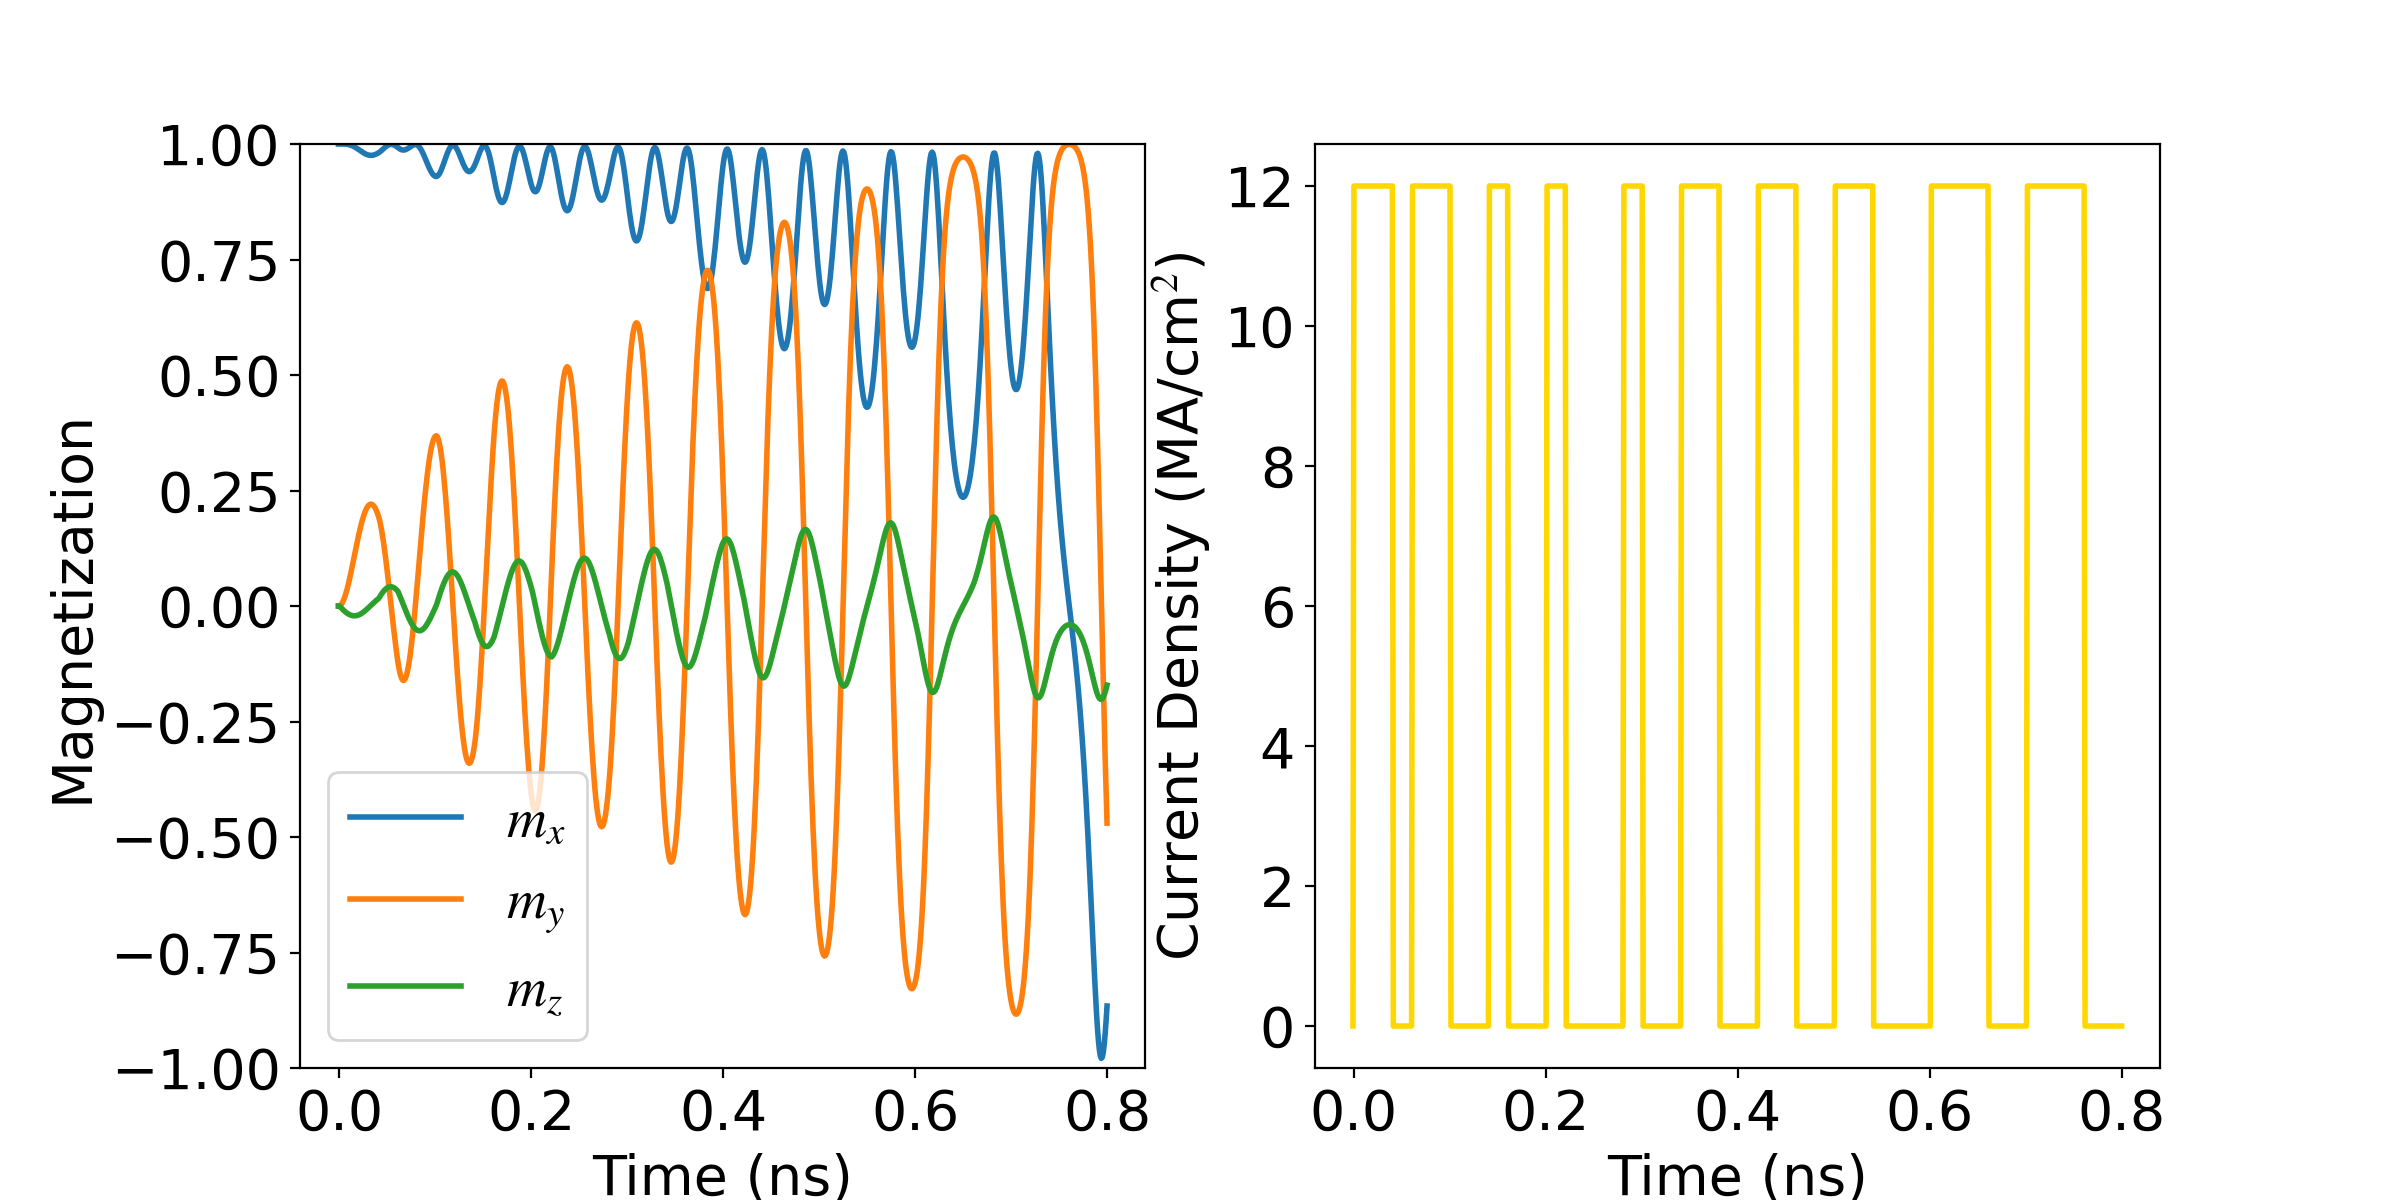 Magnetization
1.00
0.75
0.50
0.25
0.00
−0.25
−0.50
−0.75
−1.00
0.0 0.2 0.4 0.6 0.8
Time (ns)
m_x
m_y
m_z
Current Density (MA/cm²)
12
10
8
6
4
2
0
0.0 0.2 0.4 0.6 0.8
Time (ns)